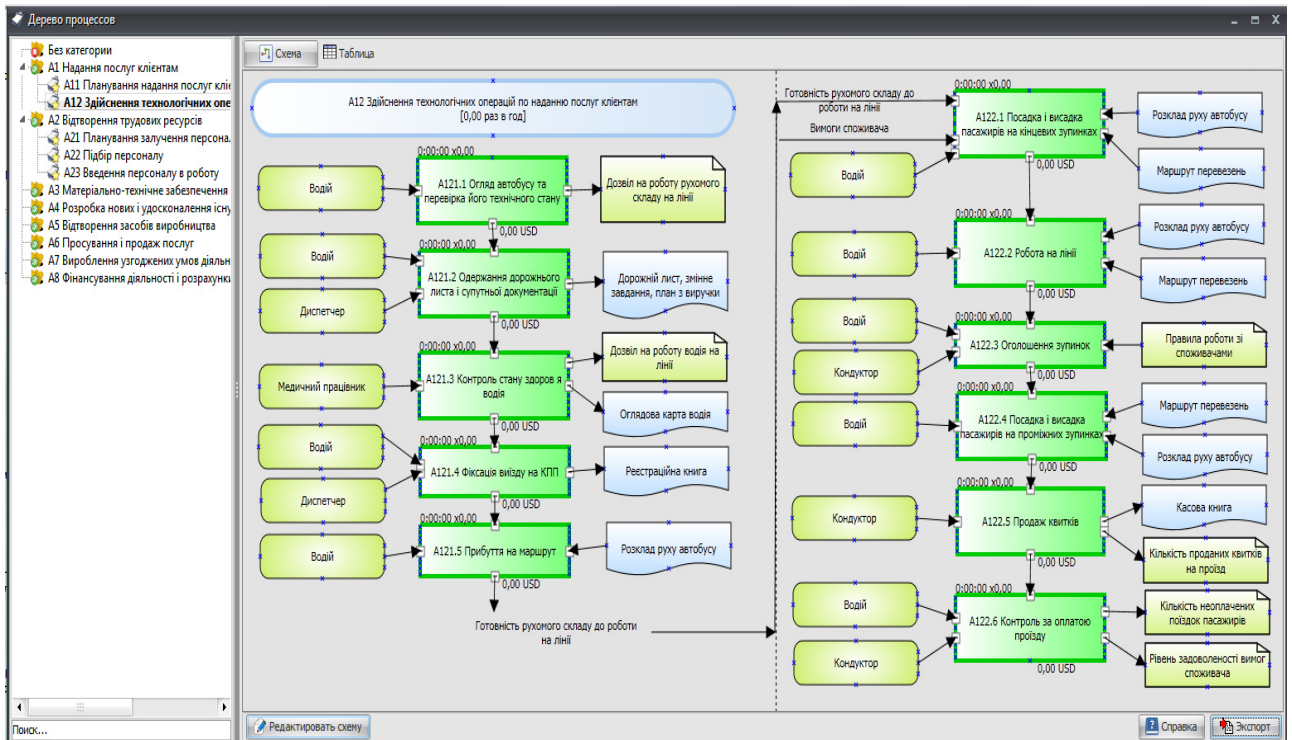 Дерево процессов
Без категории
А1 Надання послуг клієнтам
А11 Планування надання послуг кліє
А12 Здійснення технологічних опе
А2 Відтворення трудових ресурсів
А21 Планування залучення персона
А22 Підбір персоналу
А23 Введення персоналу в роботу
А3 Матеріально-технічне забезпечення
А4 Розробка нових і удосконалення існу
А5 Відтворення засобів виробництва
А6 Просування і продаж послуг
А7 Вироблення узгоджених умов діяльн
А8 Фінансування діяльності і розрахунки
Поиск...
Схема
Таблица
А12 Здійснення технологічних операцій по наданню послуг клієнтам
[0,00 раз в год]
0:00:00 x0,00
Водій
А121.1 Огляд автобусу та
перевірка його технічного стану
Дозвіл на роботу рухомого
складу на лінії
0,00 USD
0:00:00 x0,00
Водій
Диспетчер
А121.2 Одержання дорожнього
листа і супутньої документації
Дорожній лист, змінне
завдання, план з виручки
0,00 USD
0:00:00 x0,00
Медичний працівник
А121.3 Контроль стану здоров я
водія
Дозвіл на роботу водія на
лінії
Оглядова карта водія
0,00 USD
0:00:00 x0,00
Водій
Диспетчер
А121.4 Фіксація виїзду на КПП
Реєстраційна книга
0,00 USD
0:00:00 x0,00
Водій
А121.5 Прибуття на маршрут
Розклад руху автобусу
0,00 USD
Готовність рухомого складу до роботи
на лінії
Готовність рухомого складу до
роботи на лінії
Вимоги споживача
0:00:00 x0,00
Водій
А122.1 Посадка і висадка
пасажирів на кінцевих зупинках
Розклад руху автобусу
Маршрут перевезень
0,00 USD
0:00:00 x0,00
Водій
А122.2 Робота на лінії
Розклад руху автобусу
Маршрут перевезень
0,00 USD
0:00:00 x0,00
Водій
Кондуктор
А122.3 Оголошення зупинок
Правила роботи зі
споживачами
0,00 USD
0:00:00 x0,00
Водій
А122.4 Посадка і висадка
пасажирів на проміжних зупинках
Маршрут перевезень
Розклад руху автобусу
0,00 USD
0:00:00 x0,00
Кондуктор
А122.5 Продаж квитків
Касова книга
Кількість проданих квитків
на проїзд
0,00 USD
0:00:00 x0,00
Водій
Кондуктор
А122.6 Контроль за оплатою
проїзду
Кількість неоплачених
поїздок пасажирів
Рівень задоволеності вимог
споживача
0,00 USD
Редактировать схему
Справка
Экспорт